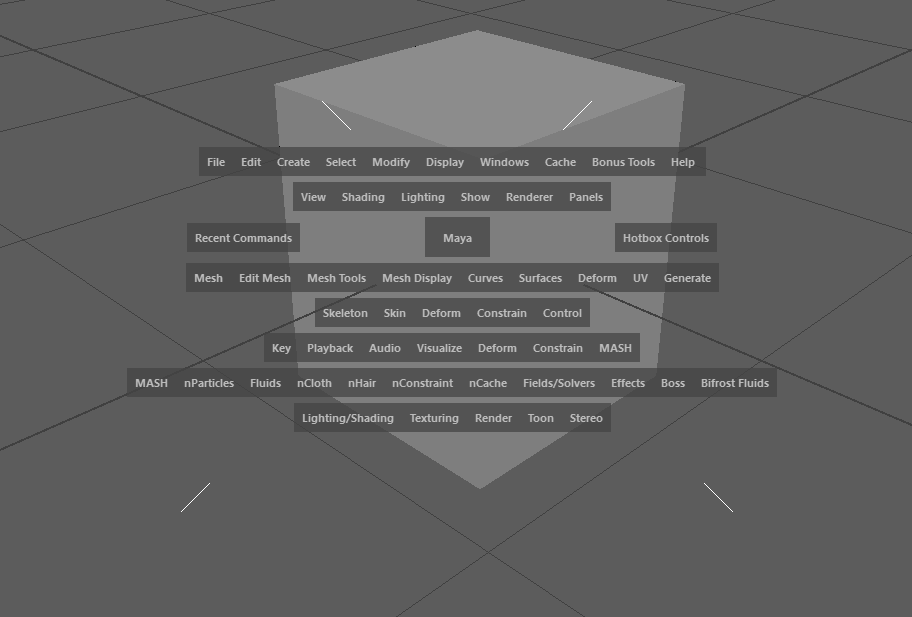 File Edit Create Select Modify Display Windows Cache Bonus Tools Help
View Shading Lighting Show Renderer Panels
Recent Commands Maya Hotbox Controls
Mesh Edit Mesh Mesh Tools Mesh Display Curves Surfaces Deform UV Generate
Skeleton Skin Deform Constrain Control
Key Playback Audio Visualize Deform Constrain MASH
MASH nParticles Fluids nCloth nHair nConstraint nCache Fields/Solvers Effects Boss Bifrost Fluids
Lighting/Shading Texturing Render Toon Stereo